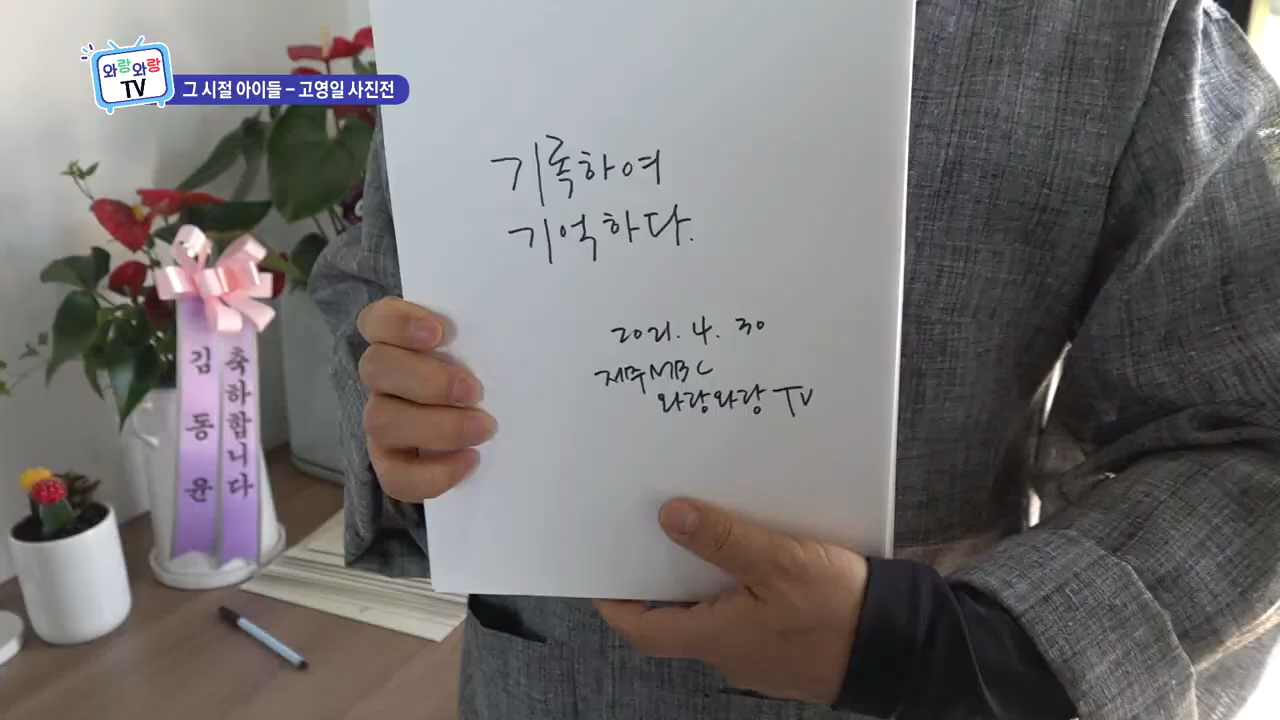 와랑와랑
TV
그 시절 아이들 – 고영일 사진전
기록하여
기억하다.
2021. 4. 30
제주MBC
와랑와랑 TV
축하합니다
김동윤